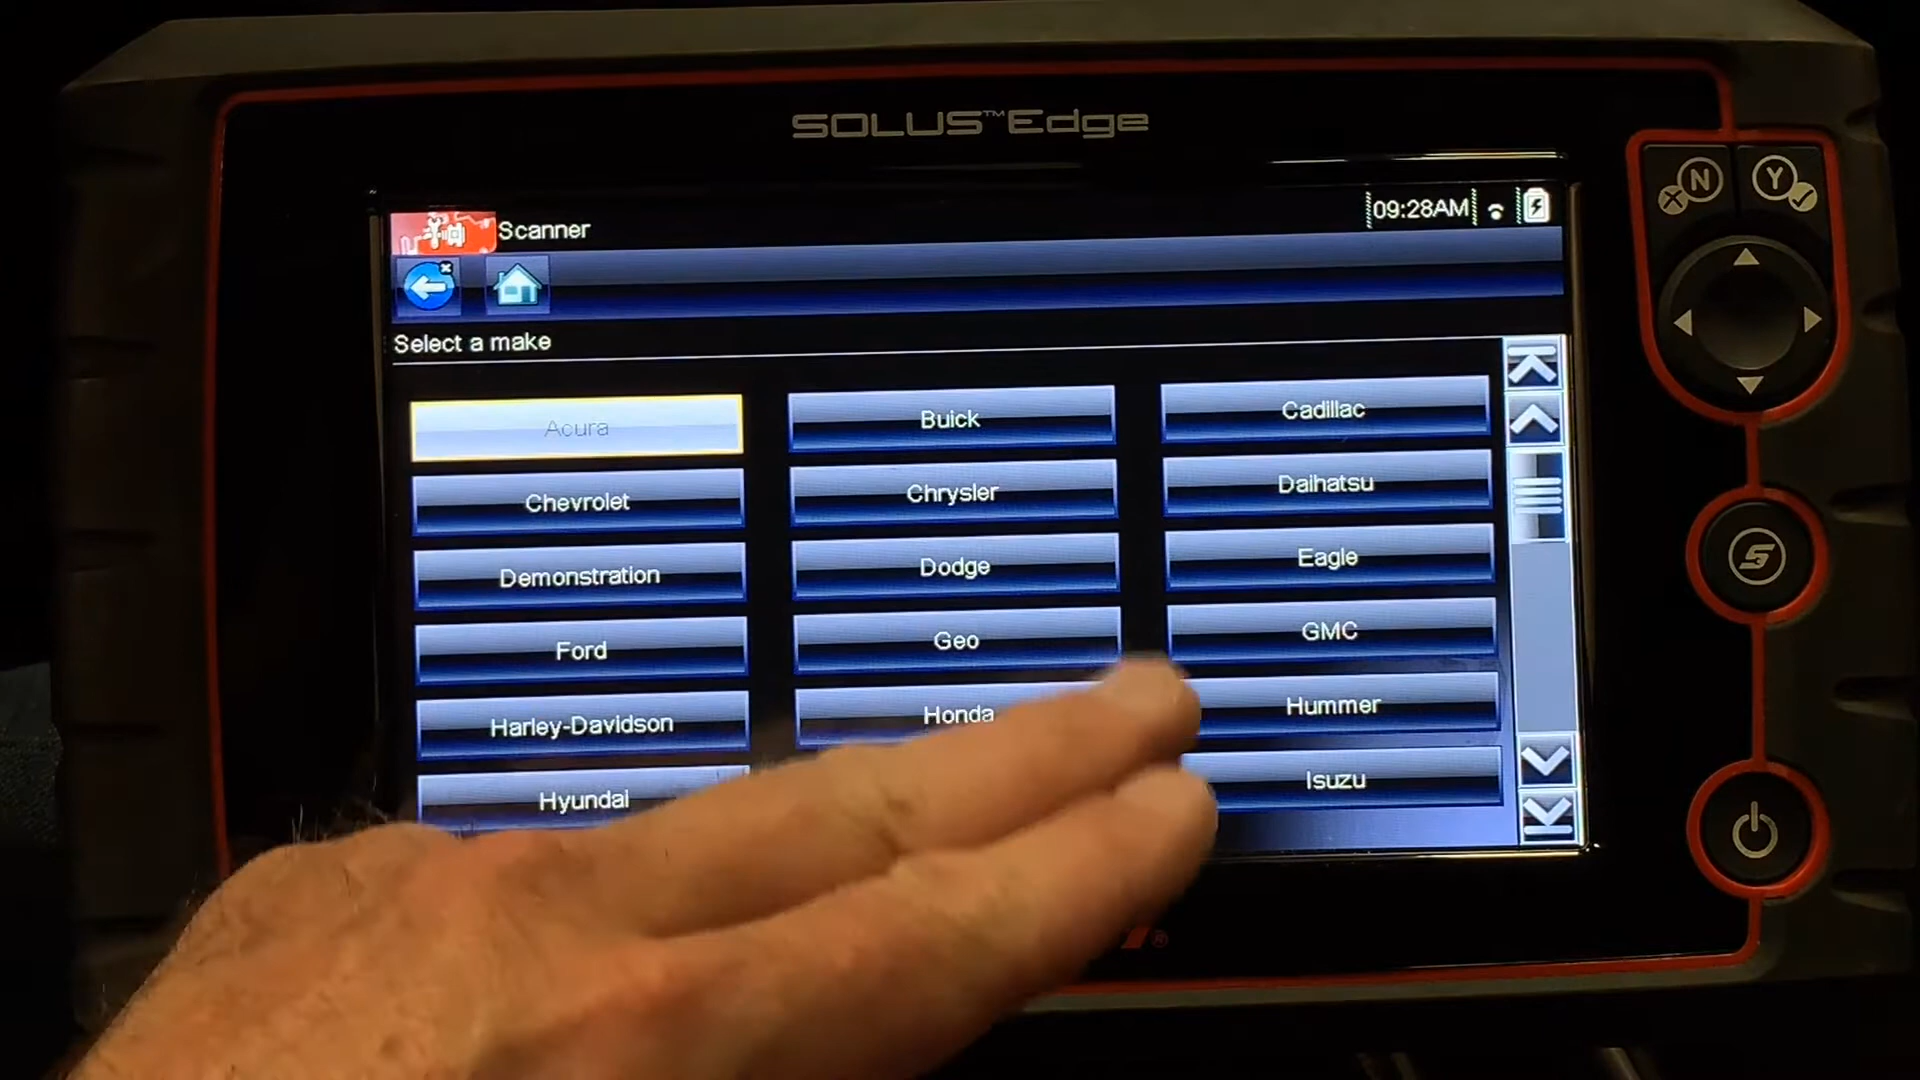 SOLUS™Edge
N
Y
Scanner
09:28AM
Select a make
Acura
Buick
Cadillac
Chevrolet
Chrysler
Daihatsu
Demonstration
Dodge
Eagle
Ford
Geo
GMC
Harley-Davidson
Honda
Hummer
Hyundai
Isuzu
®